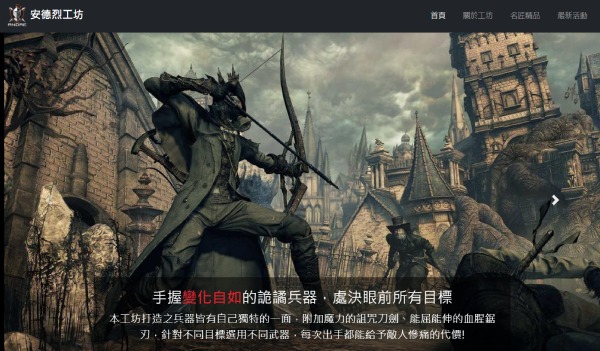 安德烈工坊
ANDRE
首頁
關於工坊
名匠精品
最新活動
手握變化自如的詭譎兵器，處決眼前所有目標
本工坊打造之兵器皆有自己獨特的一面，附加魔力的詛咒刀劍、能屈能伸的血腥鋸
刃，針對不同目標選用不同武器，每次出手都能給予敵人慘痛的代價!